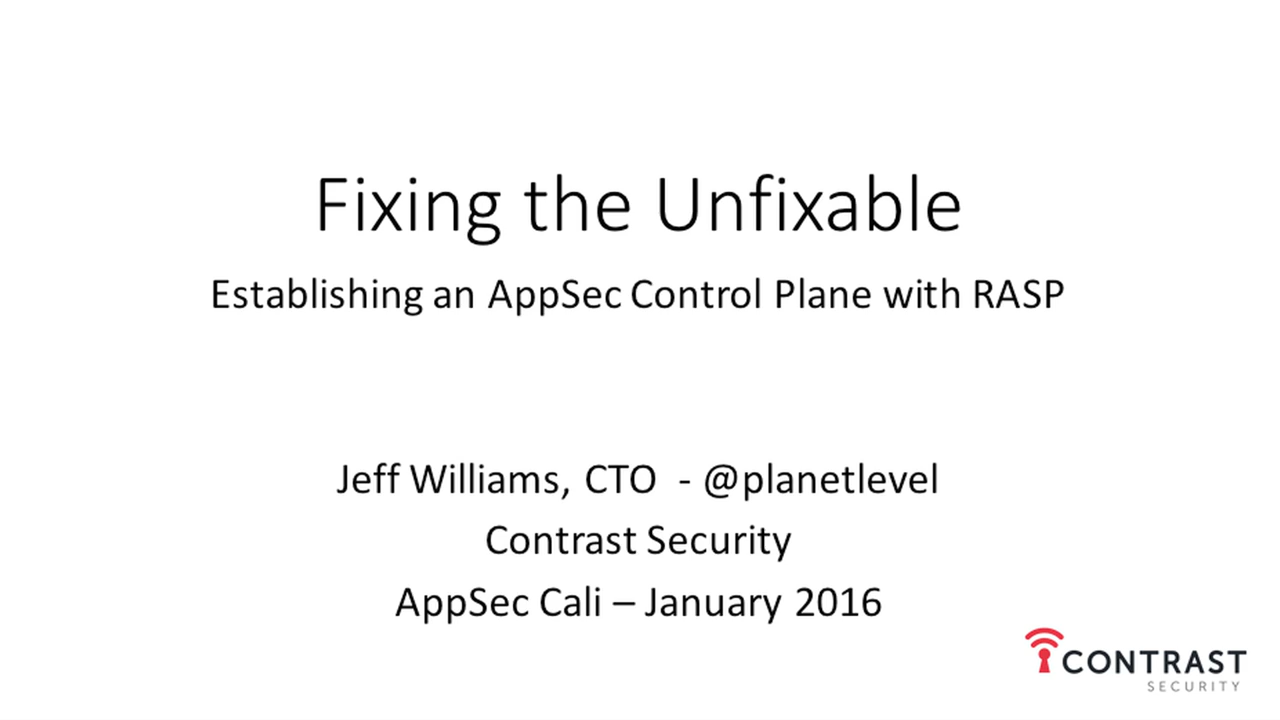 Fixing the Unfixable
Establishing an AppSec Control Plane with RASP
Jeff Williams, CTO  - @planetlevel
Contrast Security
AppSec Cali – January 2016
CONTRAST
SECURITY